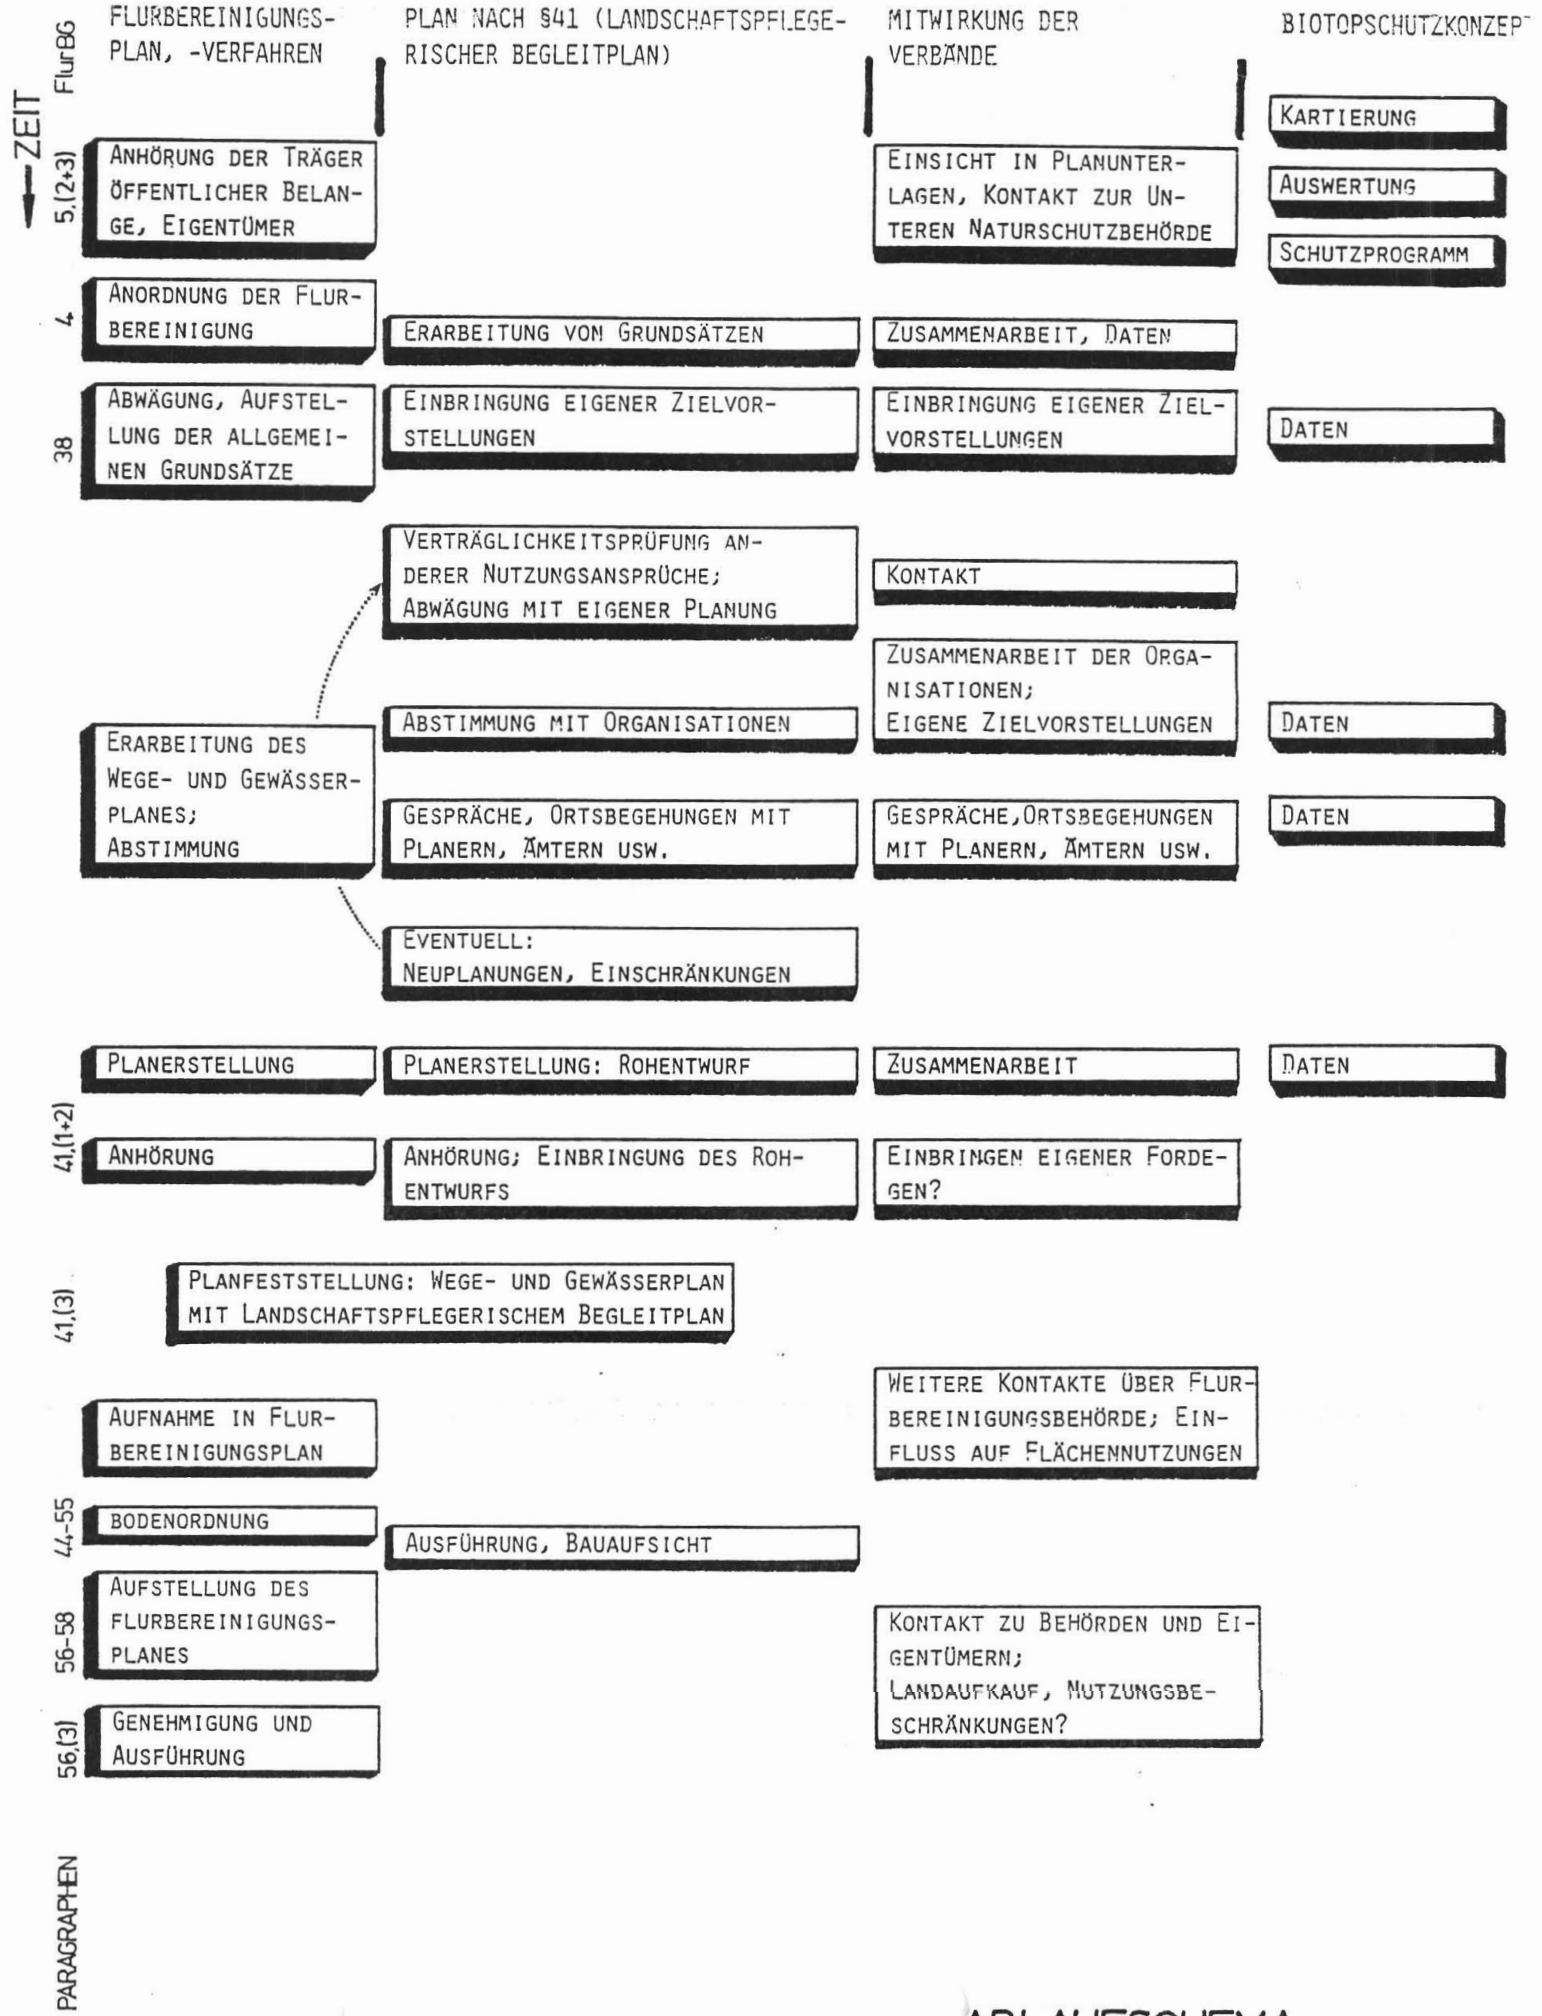 FLURBEREINIGUNGS-
PLAN, -VERFAHREN
PLAN NACH §41 (LANDSCHAFTSPFLEGE-
RISCHER BEGLEITPLAN)
MITWIRKUNG DER
VERBÄNDE
BIOTOPSCHUTZKONZEPT
FlurBG
ZEIT
KARTIERUNG
5,(2+3)
ANHÖRUNG DER TRÄGER
ÖFFENTLICHER BELAN-
GE, EIGENTÜMER
EINSICHT IN PLANUNTER-
LAGEN, KONTAKT ZUR UN-
TEREN NATURSCHUTZBEHÖRDE
AUSWERTUNG
SCHUTZPROGRAMM
4
ANORDNUNG DER FLUR-
BEREINIGUNG
ERARBEITUNG VON GRUNDSÄTZEN
ZUSAMMENARBEIT, DATEN
38
ABWÄGUNG, AUFSTEL-
LUNG DER ALLGEMEI-
NEN GRUNDSÄTZE
EINBRINGUNG EIGENER ZIELVOR-
STELLUNGEN
EINBRINGUNG EIGENER ZIEL-
VORSTELLUNGEN
DATEN
VERTRÄGLICHKEITSPRÜFUNG AN-
DERER NUTZUNGSANSPRÜCHE;
ABWÄGUNG MIT EIGENER PLANUNG
KONTAKT
ERARBEITUNG DES
WEGE- UND GEWÄSSER-
PLANES;
ABSTIMMUNG
ABSTIMMUNG MIT ORGANISATIONEN
ZUSAMMENARBEIT DER ORGA-
NISATIONEN;
EIGENE ZIELVORSTELLUNGEN
DATEN
GESPRÄCHE, ORTSBEGEHUNGEN MIT
PLANERN, ÄMTERN USW.
GESPRÄCHE,ORTSBEGEHUNGEN
MIT PLANERN, ÄMTERN USW.
DATEN
EVENTUELL:
NEUPLANUNGEN, EINSCHRÄNKUNGEN
PLANERSTELLUNG
PLANERSTELLUNG: ROHENTWURF
ZUSAMMENARBEIT
DATEN
41,(1+2)
ANHÖRUNG
ANHÖRUNG; EINBRINGUNG DES ROH-
ENTWURFS
EINBRINGEN EIGENER FORDE-
GEN?
41,(3)
PLANFESTSTELLUNG: WEGE- UND GEWÄSSERPLAN
MIT LANDSCHAFTSPFLEGERISCHEM BEGLEITPLAN
AUFNAHME IN FLUR-
BEREINIGUNGSPLAN
WEITERE KONTAKTE ÜBER FLUR-
BEREINIGUNGSBEHÖRDE; EIN-
FLUSS AUF FLÄCHENNUTZUNGEN
44-55
BODENORDNUNG
AUSFÜHRUNG, BAUAUFSICHT
56-58
AUFSTELLUNG DES
FLURBEREINIGUNGS-
PLANES
KONTAKT ZU BEHÖRDEN UND EI-
GENTÜMERN;
LANDAUFKAUF, NUTZUNGSBE-
SCHRÄNKUNGEN?
56,(3)
GENEHMIGUNG UND
AUSFÜHRUNG
PARAGRAPHEN
ABLAUFSCHEMA